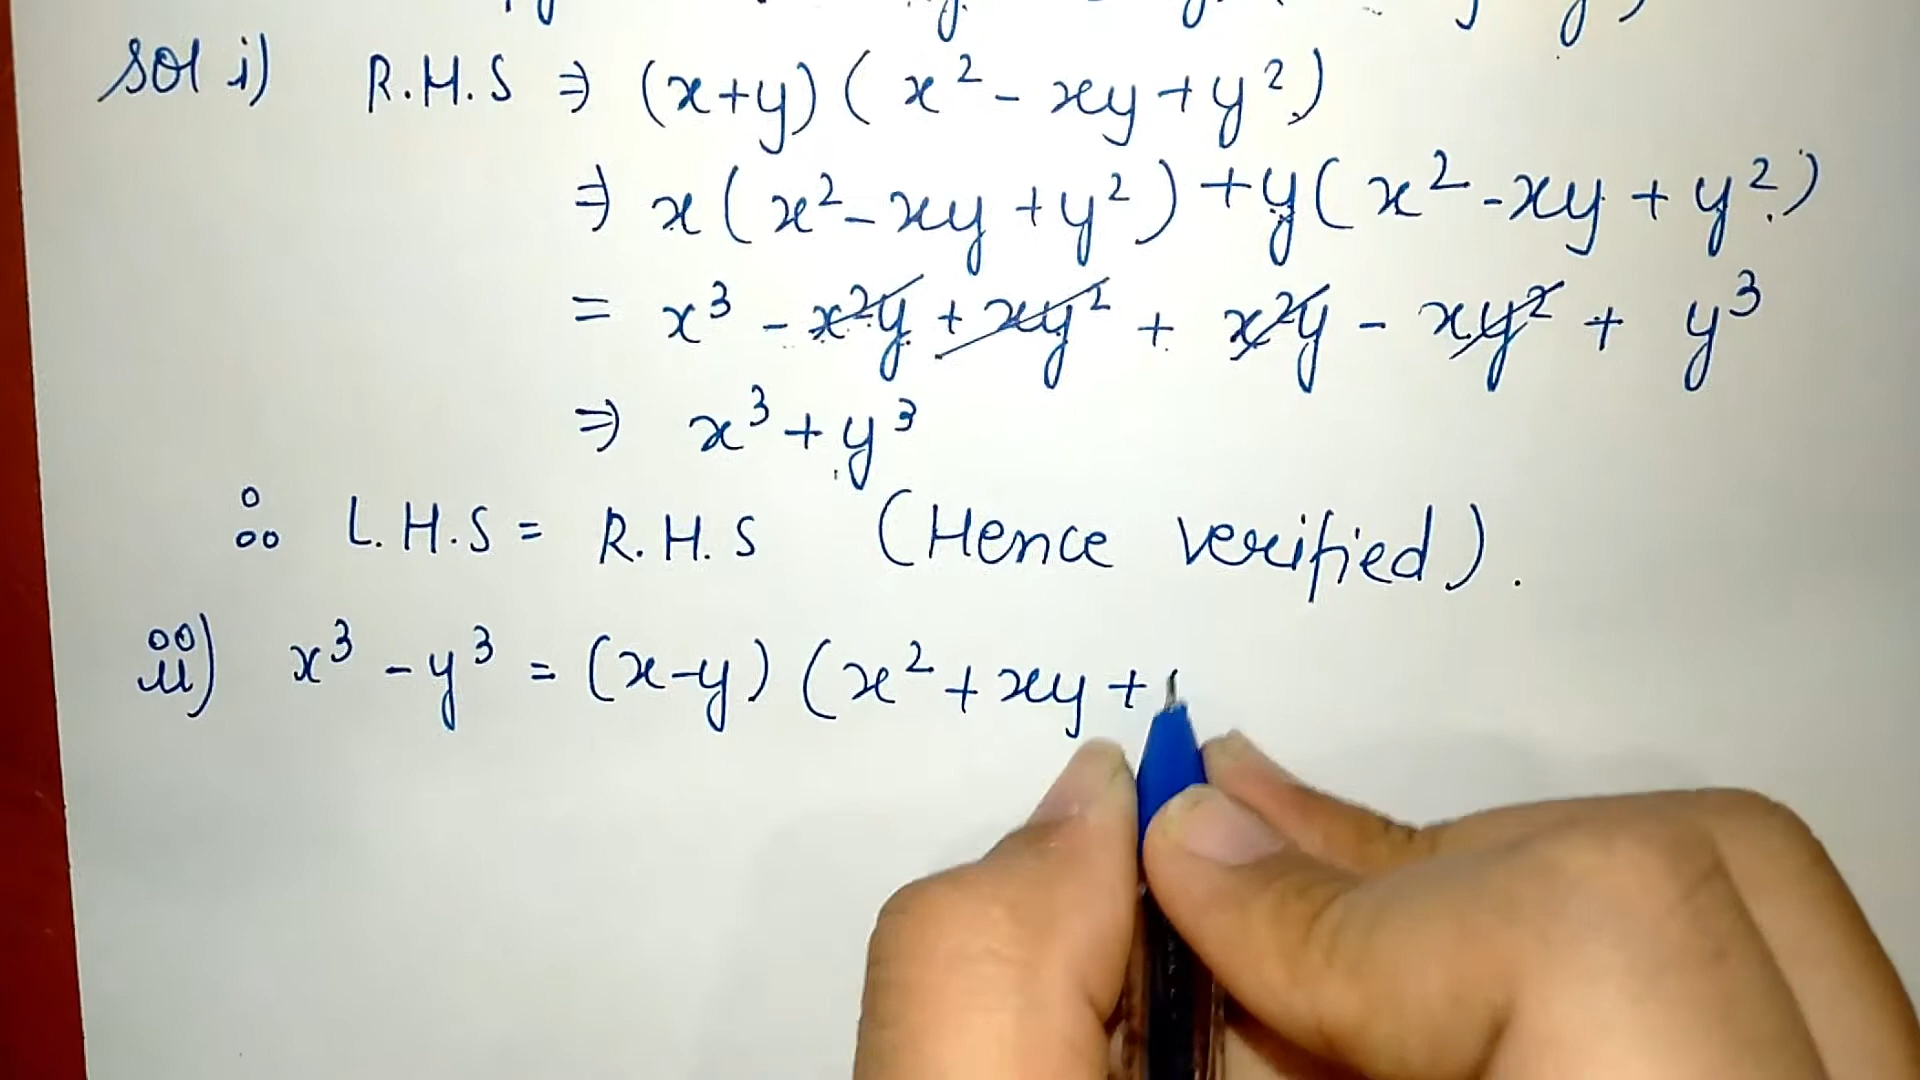 sol i) R.H.S ⇒ (x+y) (x² - xy + y²)
⇒ x (x² - xy + y²) + y (x² - xy + y²)
= x³ - x²y + xy² + x²y - xy² + y³
⇒ x³ + y³
∴ L.H.S = R.H.S (Hence verified).
ii) x³ - y³ = (x-y) (x² + xy +